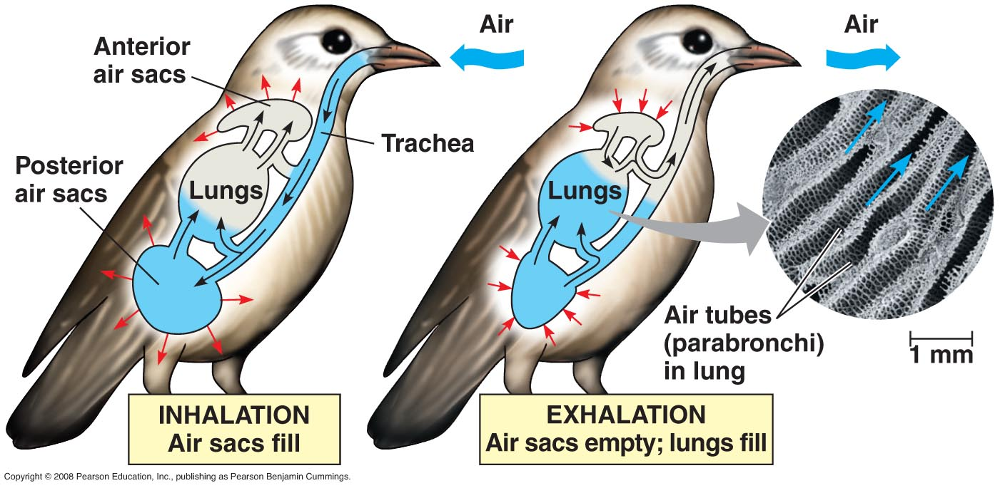 Air
Air
Anterior
air sacs
Trachea
Posterior
air sacs
Lungs
Lungs
Air tubes
(parabronchi)
in lung
1 mm
INHALATION
Air sacs fill
EXHALATION
Air sacs empty; lungs fill
Copyright © 2008 Pearson Education, Inc., publishing as Pearson Benjamin Cummings.